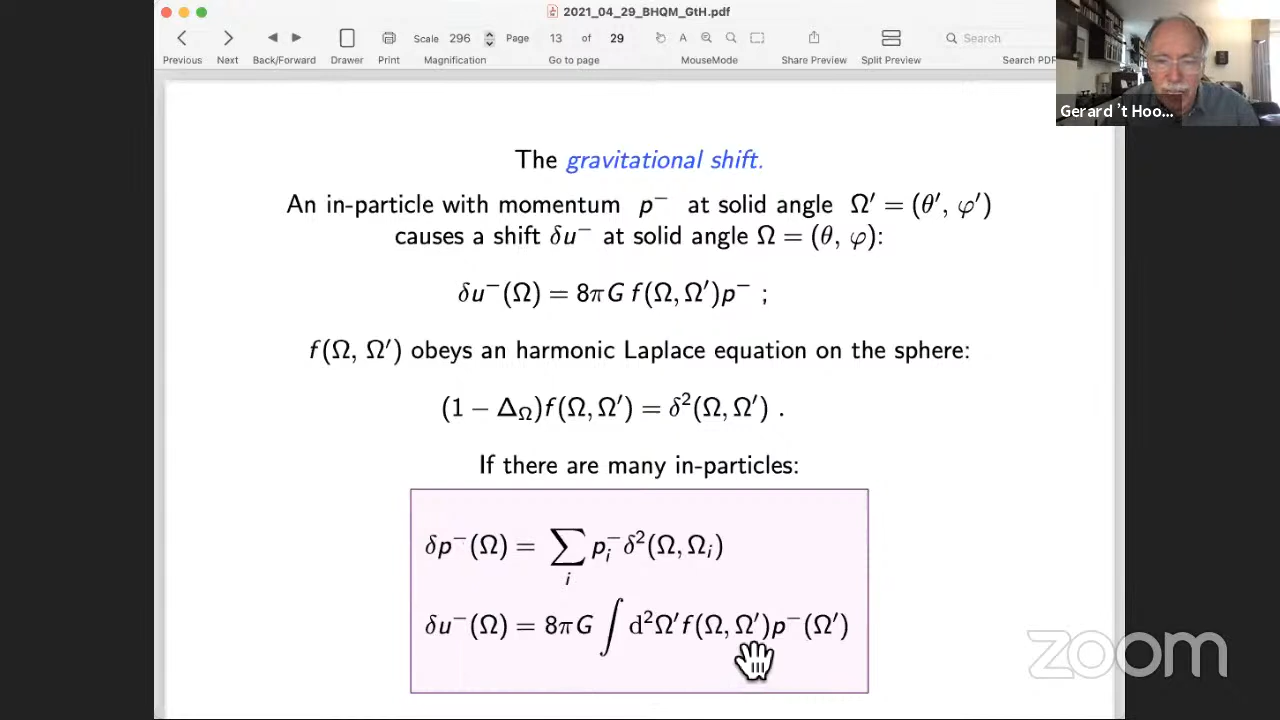 2021_04_29_BHQM_GtH.pdf
Scale 296 Page 13 of 29 A Search
Previous Next Back/Forward Drawer Print Magnification Go to page MouseMode Share Preview Split Preview Search PDF
Gerard ’t Hoo...
The gravitational shift.
An in-particle with momentum p⁻ at solid angle Ω′ = (θ′, φ′)
causes a shift δu⁻ at solid angle Ω = (θ, φ):
δu⁻(Ω) = 8πG f(Ω, Ω′)p⁻ ;
f(Ω, Ω′) obeys an harmonic Laplace equation on the sphere:
(1 − Δ_Ω)f(Ω, Ω′) = δ²(Ω, Ω′) .
If there are many in-particles:
δp⁻(Ω) = ∑_i p_i⁻ δ²(Ω, Ω_i)
δu⁻(Ω) = 8πG ∫ d²Ω′f(Ω, Ω′)p⁻(Ω′)
zoom